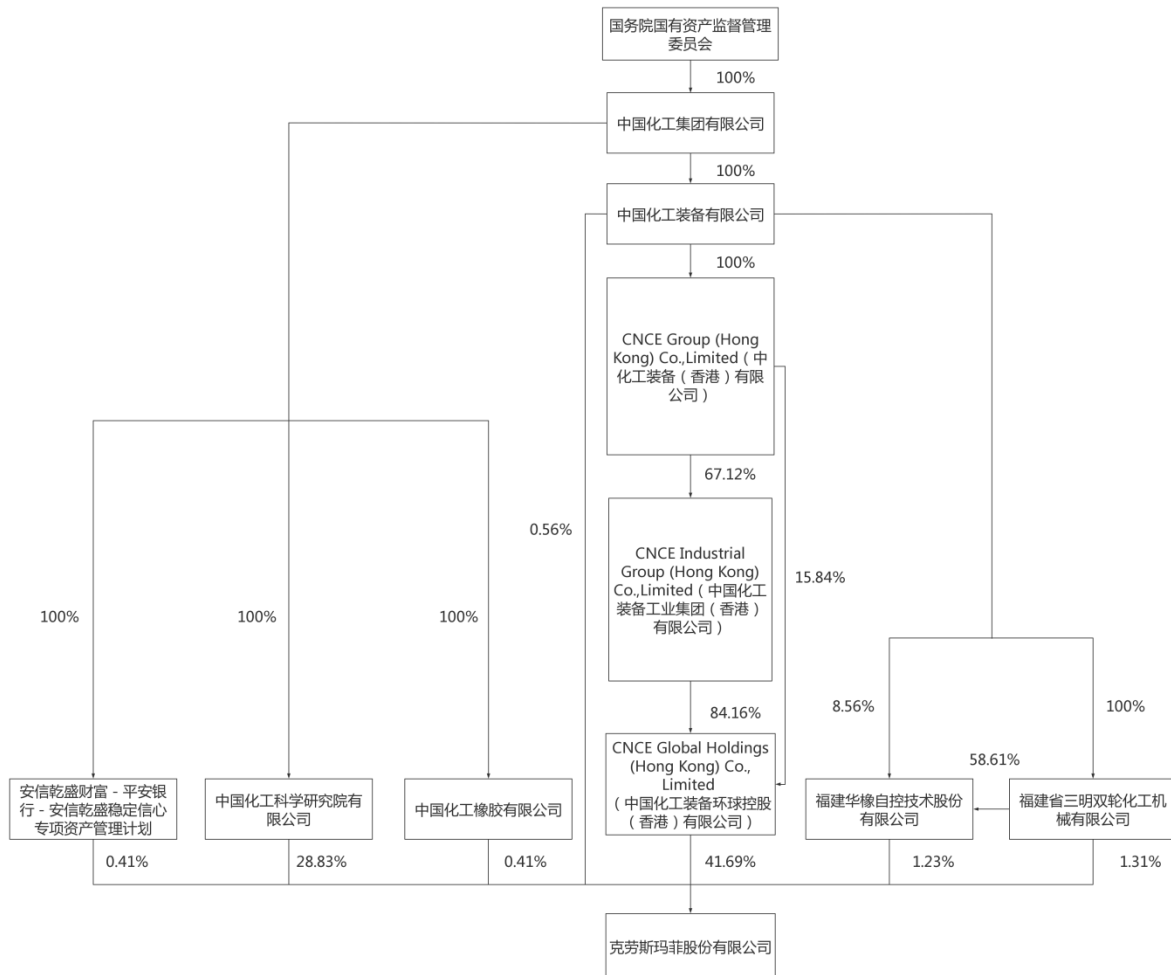 国务院国有资产监督管理
委员会
100%
中国化工集团有限公司
100%
中国化工装备有限公司
100%
CNCE Group (Hong
Kong) Co.,Limited（中
化工装备（香港）有限
公司）
67.12%
0.56%
CNCE Industrial
Group (Hong Kong)
Co.,Limited（中国化工
装备工业集团（香港）
有限公司）
15.84%
100%
100%
100%
84.16%
8.56%
100%
58.61%
安信乾盛财富－平安银
行－安信乾盛稳定信心
专项资产管理计划
中国化工科学研究院有
限公司
中国化工橡胶有限公司
CNCE Global Holdings
(Hong Kong) Co.,
Limited
（中国化工装备环球控股
（香港）有限公司）
福建华橡自控技术股份
有限公司
福建省三明双轮化工机
械有限公司
0.41%
28.83%
0.41%
41.69%
1.23%
1.31%
克劳斯玛菲股份有限公司